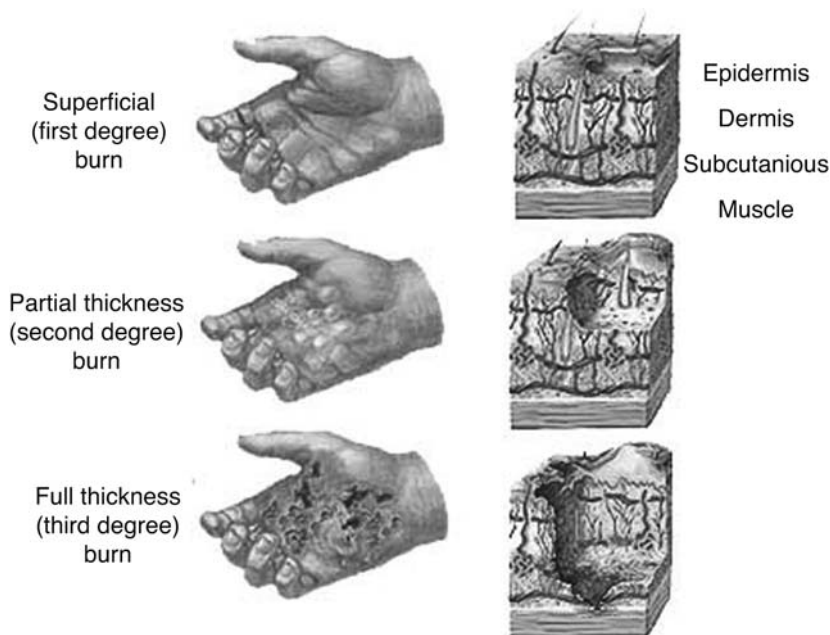 Superficial
(first degree)
burn
Epidermis
Dermis
Subcutanious
Muscle
Partial thickness
(second degree)
burn
Full thickness
(third degree)
burn